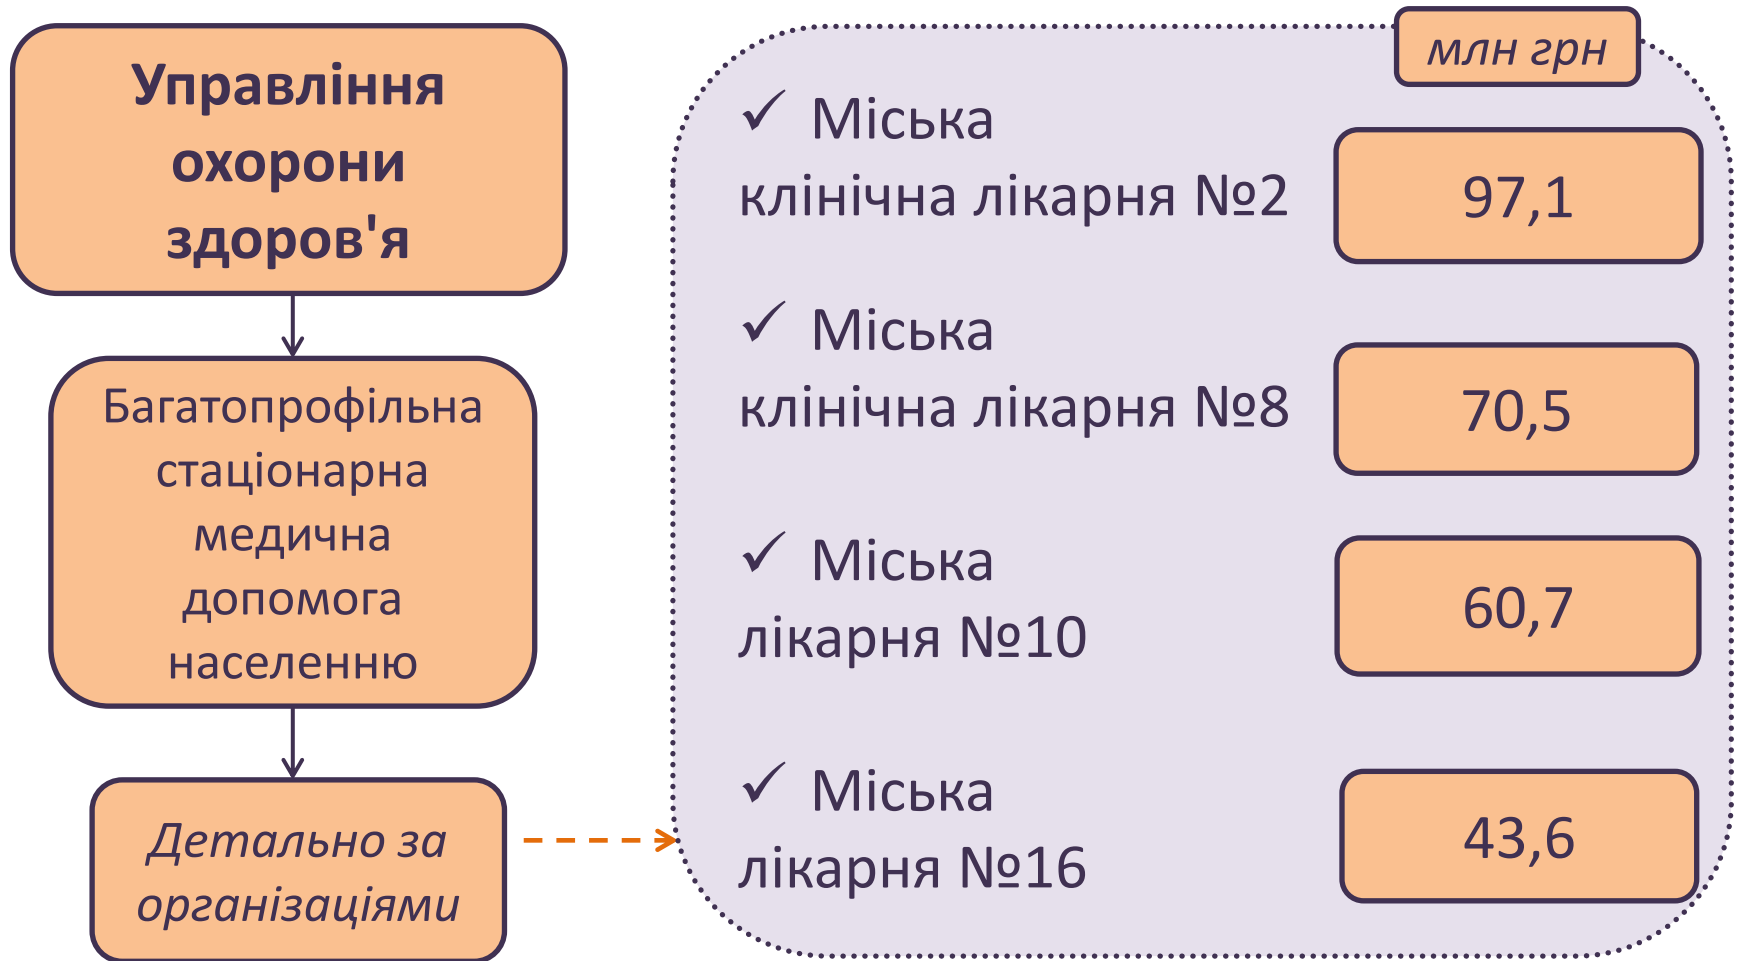 Управління
охорони
здоров'я
Багатопрофільна
стаціонарна
медична
допомога
населенню
Детально за
організаціями
млн грн
✓ Міська
клінічна лікарня №2
97,1
✓ Міська
клінічна лікарня №8
70,5
✓ Міська
лікарня №10
60,7
✓ Міська
лікарня №16
43,6